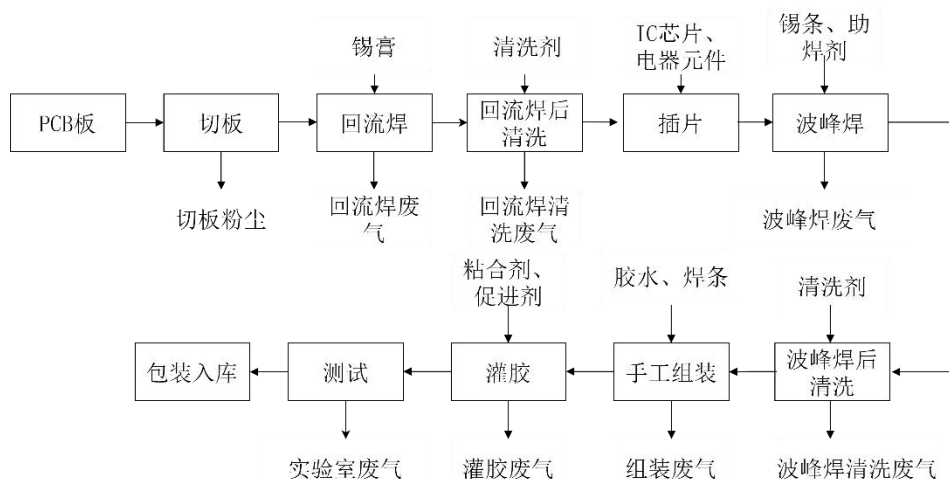 锡膏
清洗剂
IC芯片、
电器元件
锡条、助
焊剂
PCB板
切板
回流焊
回流焊后
清洗
插片
波峰焊
切板粉尘
回流焊废
气
回流焊清
洗废气
波峰焊废气
粘合剂、
促进剂
胶水、焊条
清洗剂
包装入库
测试
灌胶
手工组装
波峰焊后
清洗
实验室废气
灌胶废气
组装废气
波峰焊清洗废气